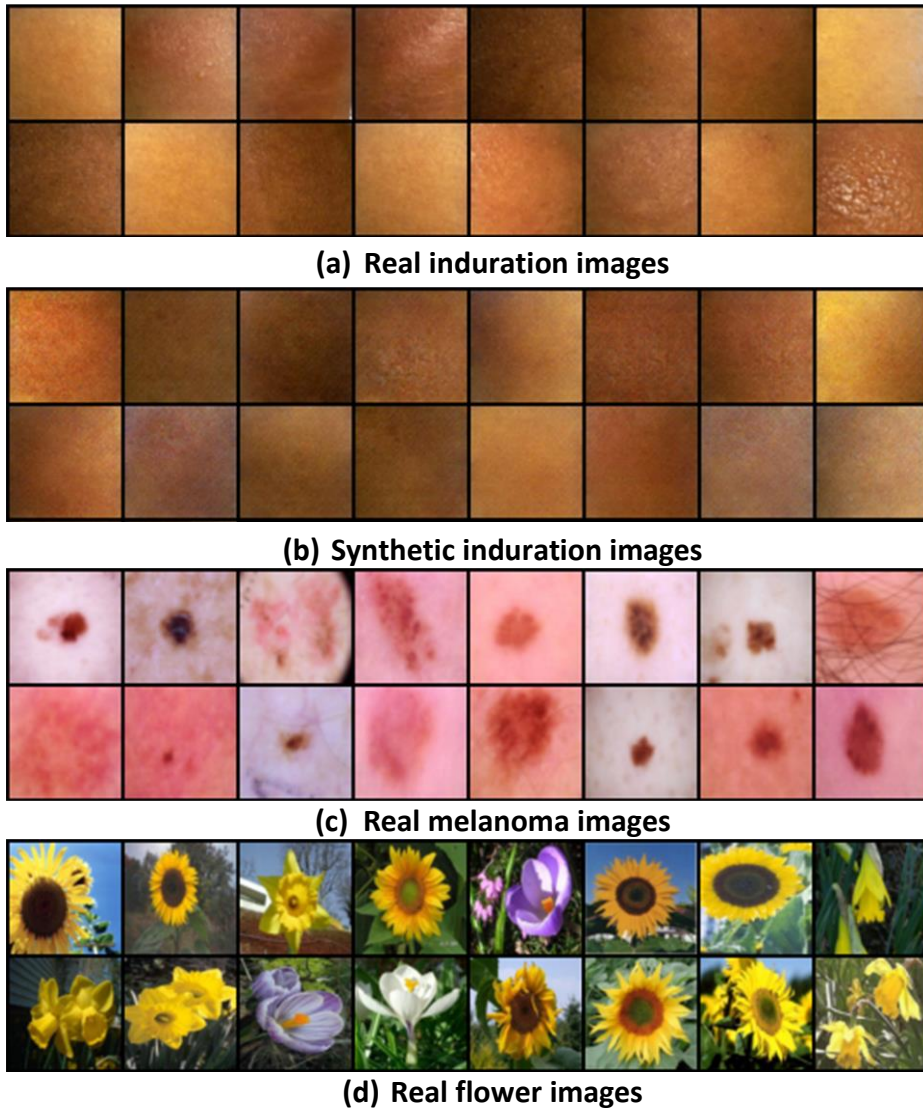 (a) Real induration images
(b) Synthetic induration images
(c) Real melanoma images
(d) Real flower images